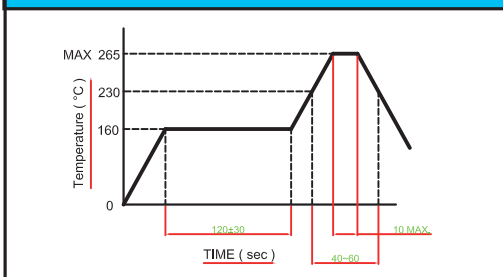 MAX 265
230
160
0
Temperature ( °C )
120±30
10 MAX.
TIME ( sec )
40~60